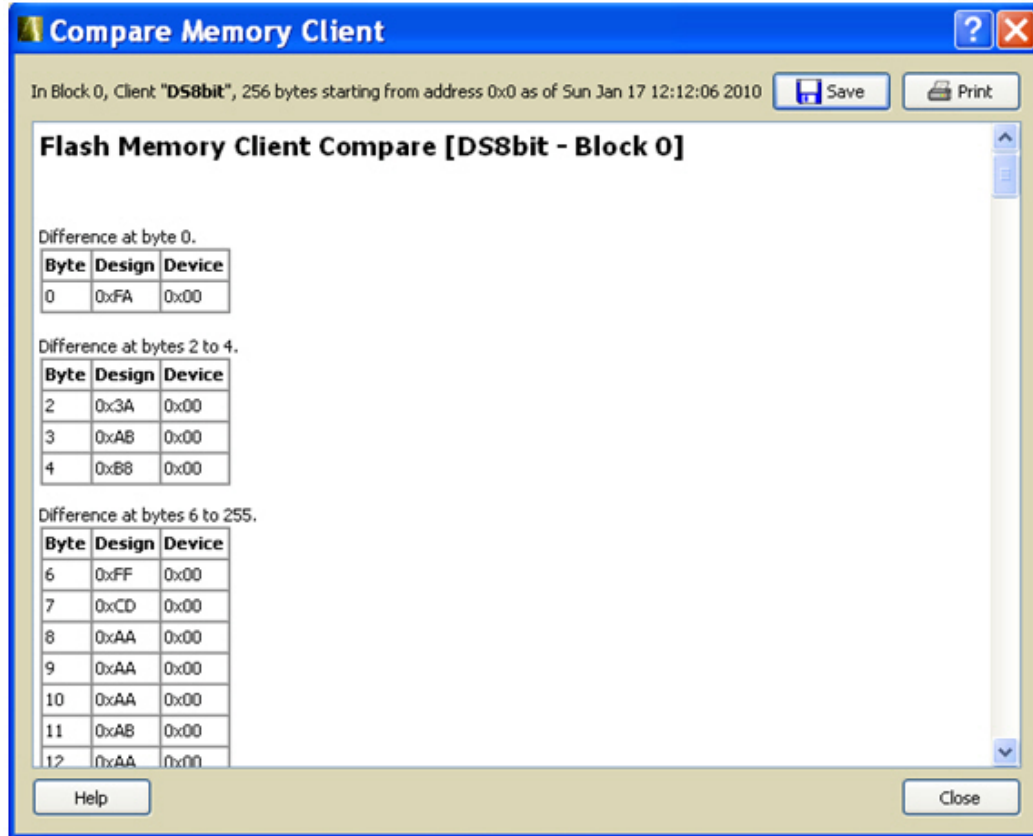 Compare Memory Client
In Block 0, Client "DS8bit", 256 bytes starting from address 0x0 as of Sun Jan 17 12:12:06 2010 Save Print
Flash Memory Client Compare [DS8bit - Block 0]
Difference at byte 0.
Byte Design Device
0 0xFA 0x00
Difference at bytes 2 to 4.
Byte Design Device
2 0x3A 0x00
3 0xAB 0x00
4 0xB8 0x00
Difference at bytes 6 to 255.
Byte Design Device
6 0xFF 0x00
7 0xCD 0x00
8 0xAA 0x00
9 0xAA 0x00
10 0xAA 0x00
11 0xAB 0x00
12 0xAA 0x00
Help Close